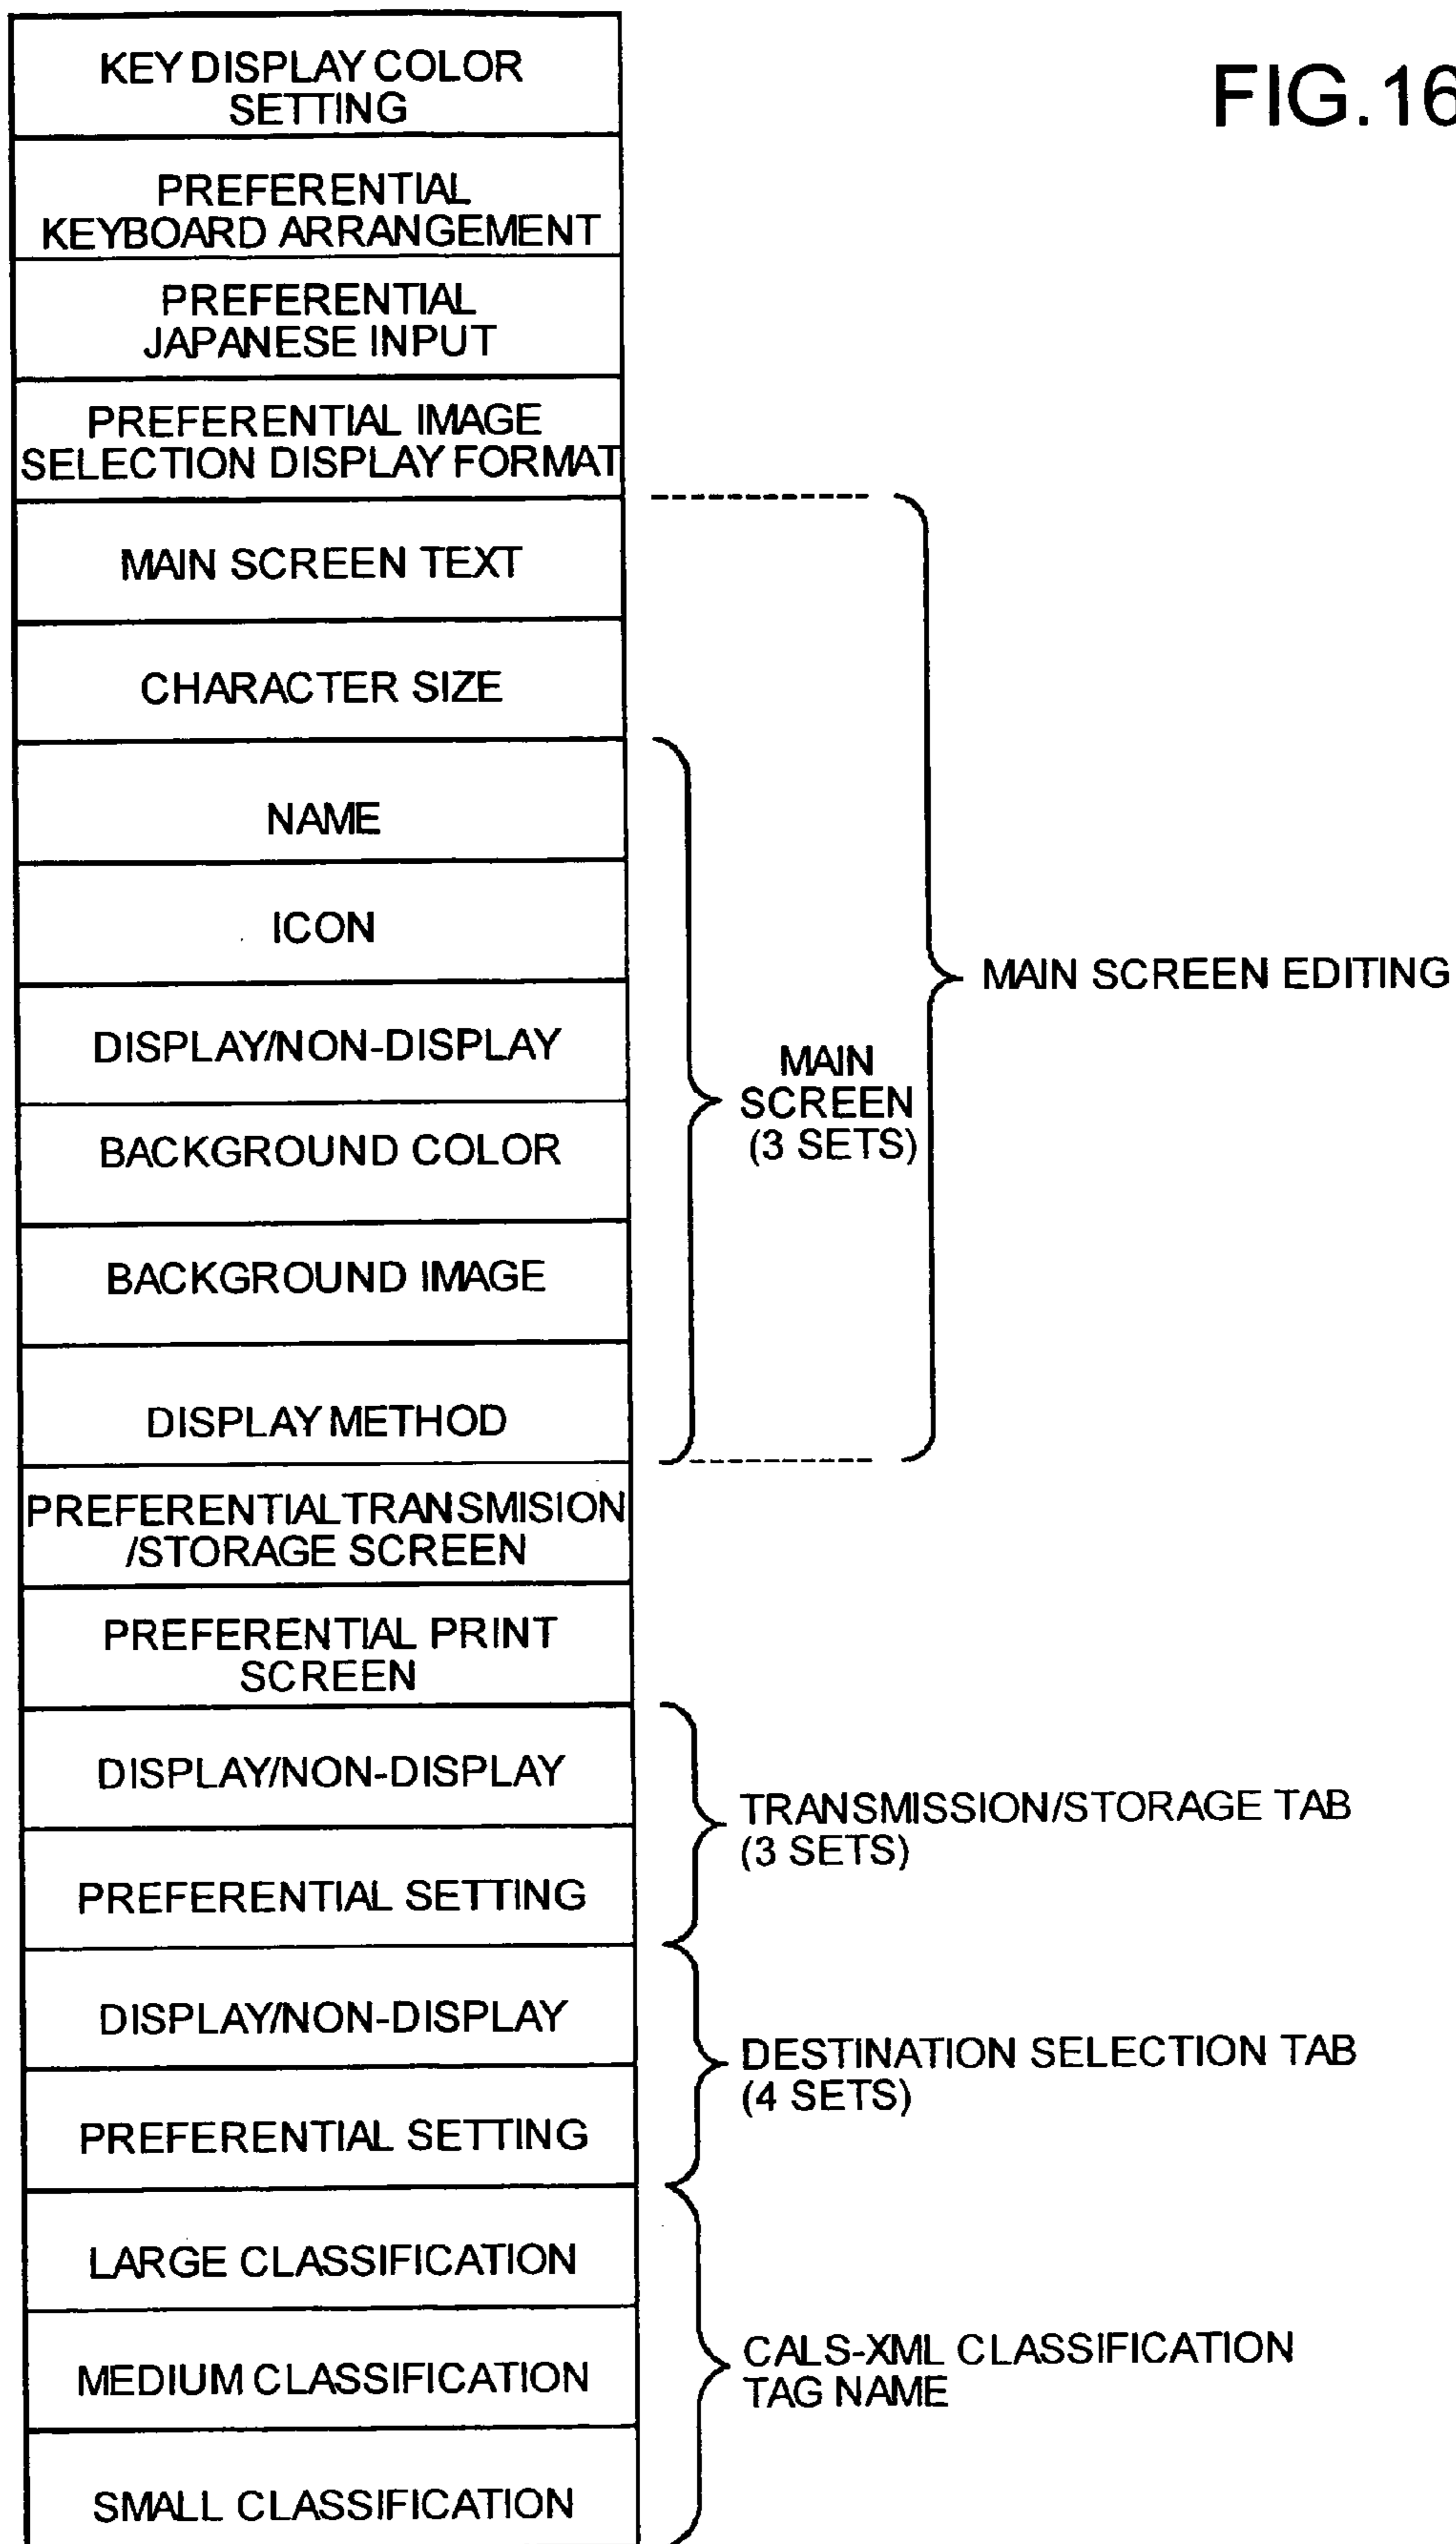 FIG.16
KEY DISPLAY COLOR
SETTING
PREFERENTIAL
KEYBOARD ARRANGEMENT
PREFERENTIAL
JAPANESE INPUT
PREFERENTIAL IMAGE
SELECTION DISPLAY FORMAT
MAIN SCREEN TEXT
CHARACTER SIZE
NAME
ICON
DISPLAY/NON-DISPLAY
BACKGROUND COLOR
BACKGROUND IMAGE
DISPLAY METHOD
MAIN
SCREEN
(3 SETS)
MAIN SCREEN EDITING
PREFERENTIAL TRANSMISION
/STORAGE SCREEN
PREFERENTIAL PRINT
SCREEN
DISPLAY/NON-DISPLAY
PREFERENTIAL SETTING
TRANSMISSION/STORAGE TAB
(3 SETS)
DISPLAY/NON-DISPLAY
PREFERENTIAL SETTING
DESTINATION SELECTION TAB
(4 SETS)
LARGE CLASSIFICATION
MEDIUM CLASSIFICATION
SMALL CLASSIFICATION
CALS-XML CLASSIFICATION
TAG NAME